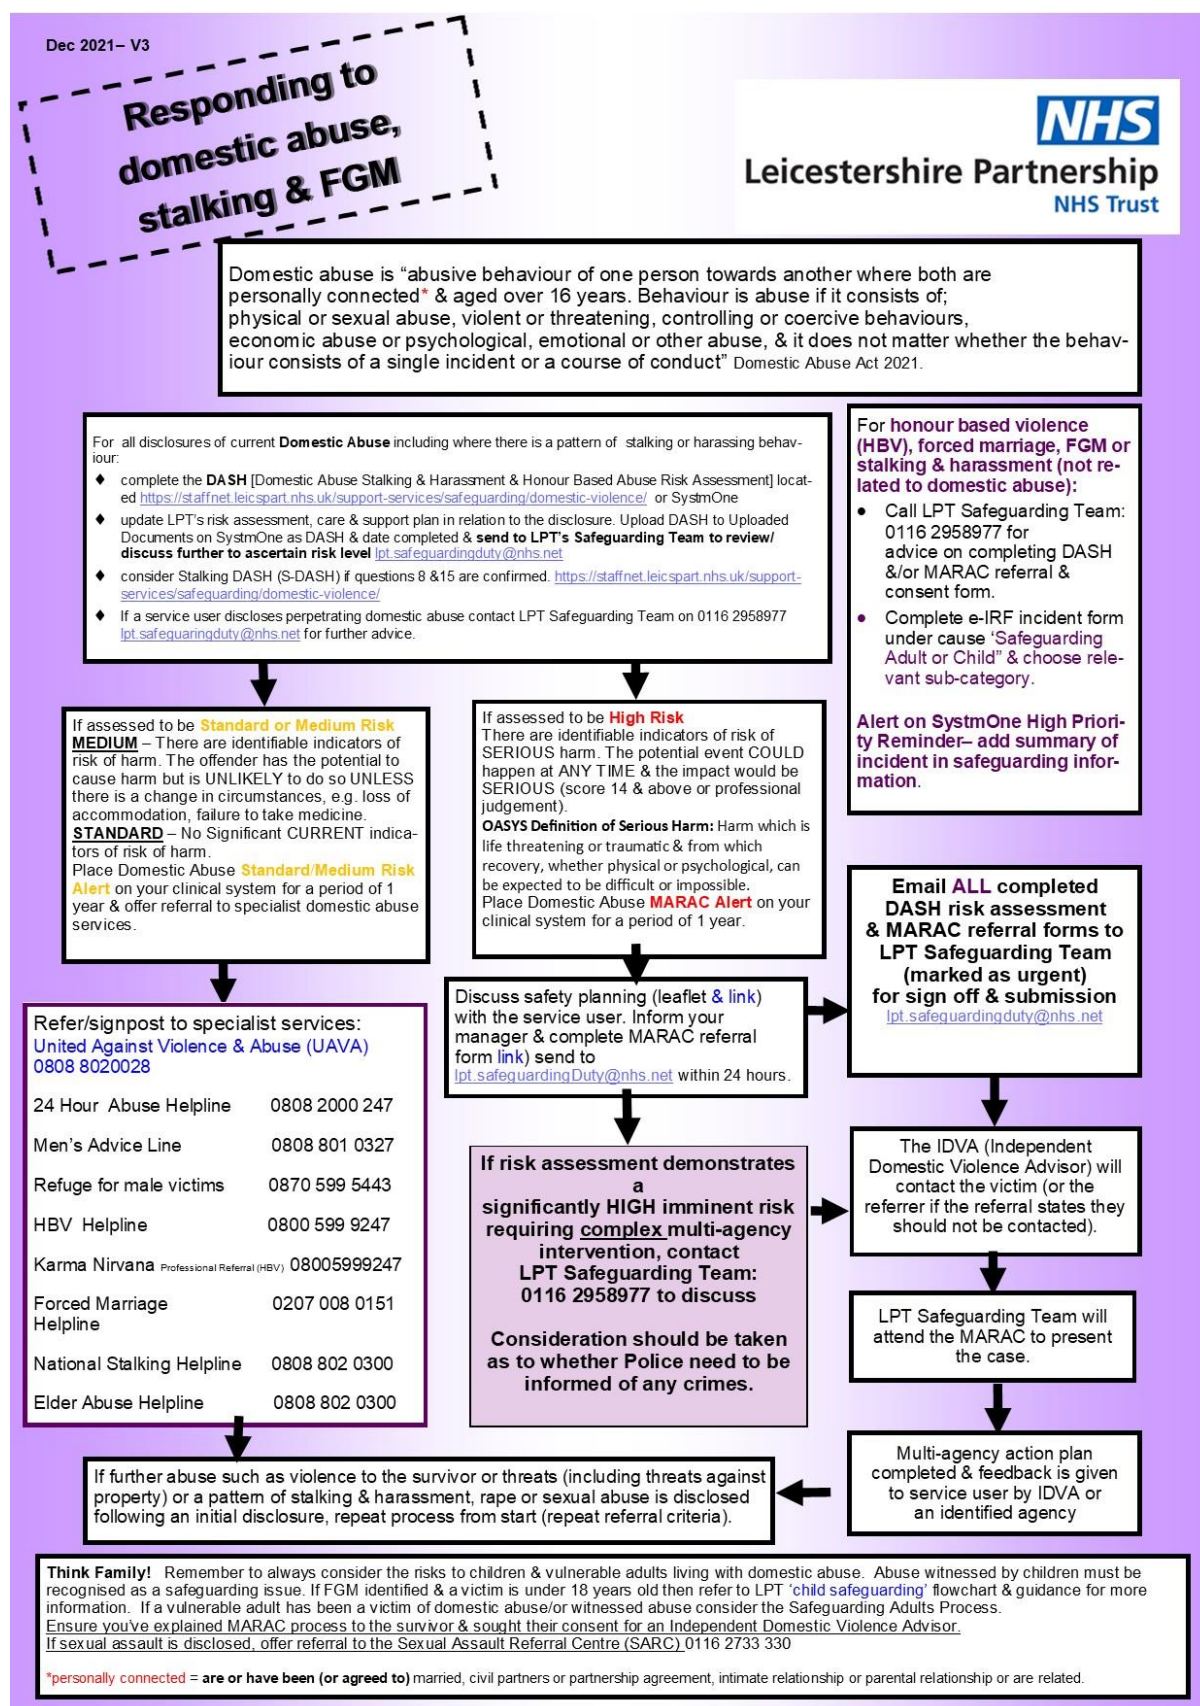 Dec 2021– V3
Responding to
domestic abuse,
stalking & FGM
NHS
Leicestershire Partnership
NHS Trust
Domestic abuse is “abusive behaviour of one person towards another where both are
personally connected* & aged over 16 years. Behaviour is abuse if it consists of;
physical or sexual abuse, violent or threatening, controlling or coercive behaviours,
economic abuse or psychological, emotional or other abuse, & it does not matter whether the behav-
iour consists of a single incident or a course of conduct” Domestic Abuse Act 2021.
For all disclosures of current Domestic Abuse including where there is a pattern of stalking or harassing behav-
iour:
♦ complete the DASH [Domestic Abuse Stalking & Harassment & Honour Based Abuse Risk Assessment] locat-
ed https://staffnet.leicspart.nhs.uk/support-services/safeguarding/domestic-violence/ or SystmOne
♦ update LPT’s risk assessment, care & support plan in relation to the disclosure. Upload DASH to Uploaded
Documents on SystmOne as DASH & date completed & send to LPT’s Safeguarding Team to review/
discuss further to ascertain risk level lpt.safeguardingduty@nhs.net
♦ consider Stalking DASH (S-DASH) if questions 8 &15 are confirmed. https://staffnet.leicspart.nhs.uk/support-
services/safeguarding/domestic-violence/
♦ If a service user discloses perpetrating domestic abuse contact LPT Safeguarding Team on 0116 2958977
lpt.safeguaringduty@nhs.net for further advice.
For honour based violence
(HBV), forced marriage, FGM or
stalking & harassment (not re-
lated to domestic abuse):
• Call LPT Safeguarding Team:
0116 2958977 for
advice on completing DASH
&/or MARAC referral &
consent form.
• Complete e-IRF incident form
under cause ‘Safeguarding
Adult or Child” & choose rele-
vant sub-category.
Alert on SystmOne High Priori-
ty Reminder– add summary of
incident in safeguarding infor-
mation.
If assessed to be Standard or Medium Risk
MEDIUM – There are identifiable indicators of
risk of harm. The offender has the potential to
cause harm but is UNLIKELY to do so UNLESS
there is a change in circumstances, e.g. loss of
accommodation, failure to take medicine.
STANDARD – No Significant CURRENT indica-
tors of risk of harm.
Place Domestic Abuse Standard/Medium Risk
Alert on your clinical system for a period of 1
year & offer referral to specialist domestic abuse
services.
If assessed to be High Risk
There are identifiable indicators of risk of
SERIOUS harm. The potential event COULD
happen at ANY TIME & the impact would be
SERIOUS (score 14 & above or professional
judgement).
OASYS Definition of Serious Harm: Harm which is
life threatening or traumatic & from which
recovery, whether physical or psychological, can
be expected to be difficult or impossible.
Place Domestic Abuse MARAC Alert on your
clinical system for a period of 1 year.
Email ALL completed
DASH risk assessment
& MARAC referral forms to
LPT Safeguarding Team
(marked as urgent)
for sign off & submission
lpt.safeguardingduty@nhs.net
Discuss safety planning (leaflet & link)
with the service user. Inform your
manager & complete MARAC referral
form link) send to
lpt.safeguardingDuty@nhs.net within 24 hours.
Refer/signpost to specialist services:
United Against Violence & Abuse (UAVA)
0808 8020028
24 Hour Abuse Helpline 0808 2000 247
Men’s Advice Line 0808 801 0327
Refuge for male victims 0870 599 5443
HBV Helpline 0800 599 9247
Karma Nirvana Professional Referral (HBV) 08005999247
Forced Marriage 0207 008 0151
Helpline
National Stalking Helpline 0808 802 0300
Elder Abuse Helpline 0808 802 0300
If risk assessment demonstrates
a
significantly HIGH imminent risk
requiring complex multi-agency
intervention, contact
LPT Safeguarding Team:
0116 2958977 to discuss
Consideration should be taken
as to whether Police need to be
informed of any crimes.
The IDVA (Independent
Domestic Violence Advisor) will
contact the victim (or the
referrer if the referral states they
should not be contacted).
LPT Safeguarding Team will
attend the MARAC to present
the case.
Multi-agency action plan
completed & feedback is given
to service user by IDVA or
an identified agency
If further abuse such as violence to the survivor or threats (including threats against
property) or a pattern of stalking & harassment, rape or sexual abuse is disclosed
following an initial disclosure, repeat process from start (repeat referral criteria).
Think Family! Remember to always consider the risks to children & vulnerable adults living with domestic abuse. Abuse witnessed by children must be
recognised as a safeguarding issue. If FGM identified & a victim is under 18 years old then refer to LPT ‘child safeguarding’ flowchart & guidance for more
information. If a vulnerable adult has been a victim of domestic abuse/or witnessed abuse consider the Safeguarding Adults Process.
Ensure you’ve explained MARAC process to the survivor & sought their consent for an Independent Domestic Violence Advisor.
If sexual assault is disclosed, offer referral to the Sexual Assault Referral Centre (SARC) 0116 2733 330
*personally connected = are or have been (or agreed to) married, civil partners or partnership agreement, intimate relationship or parental relationship or are related.